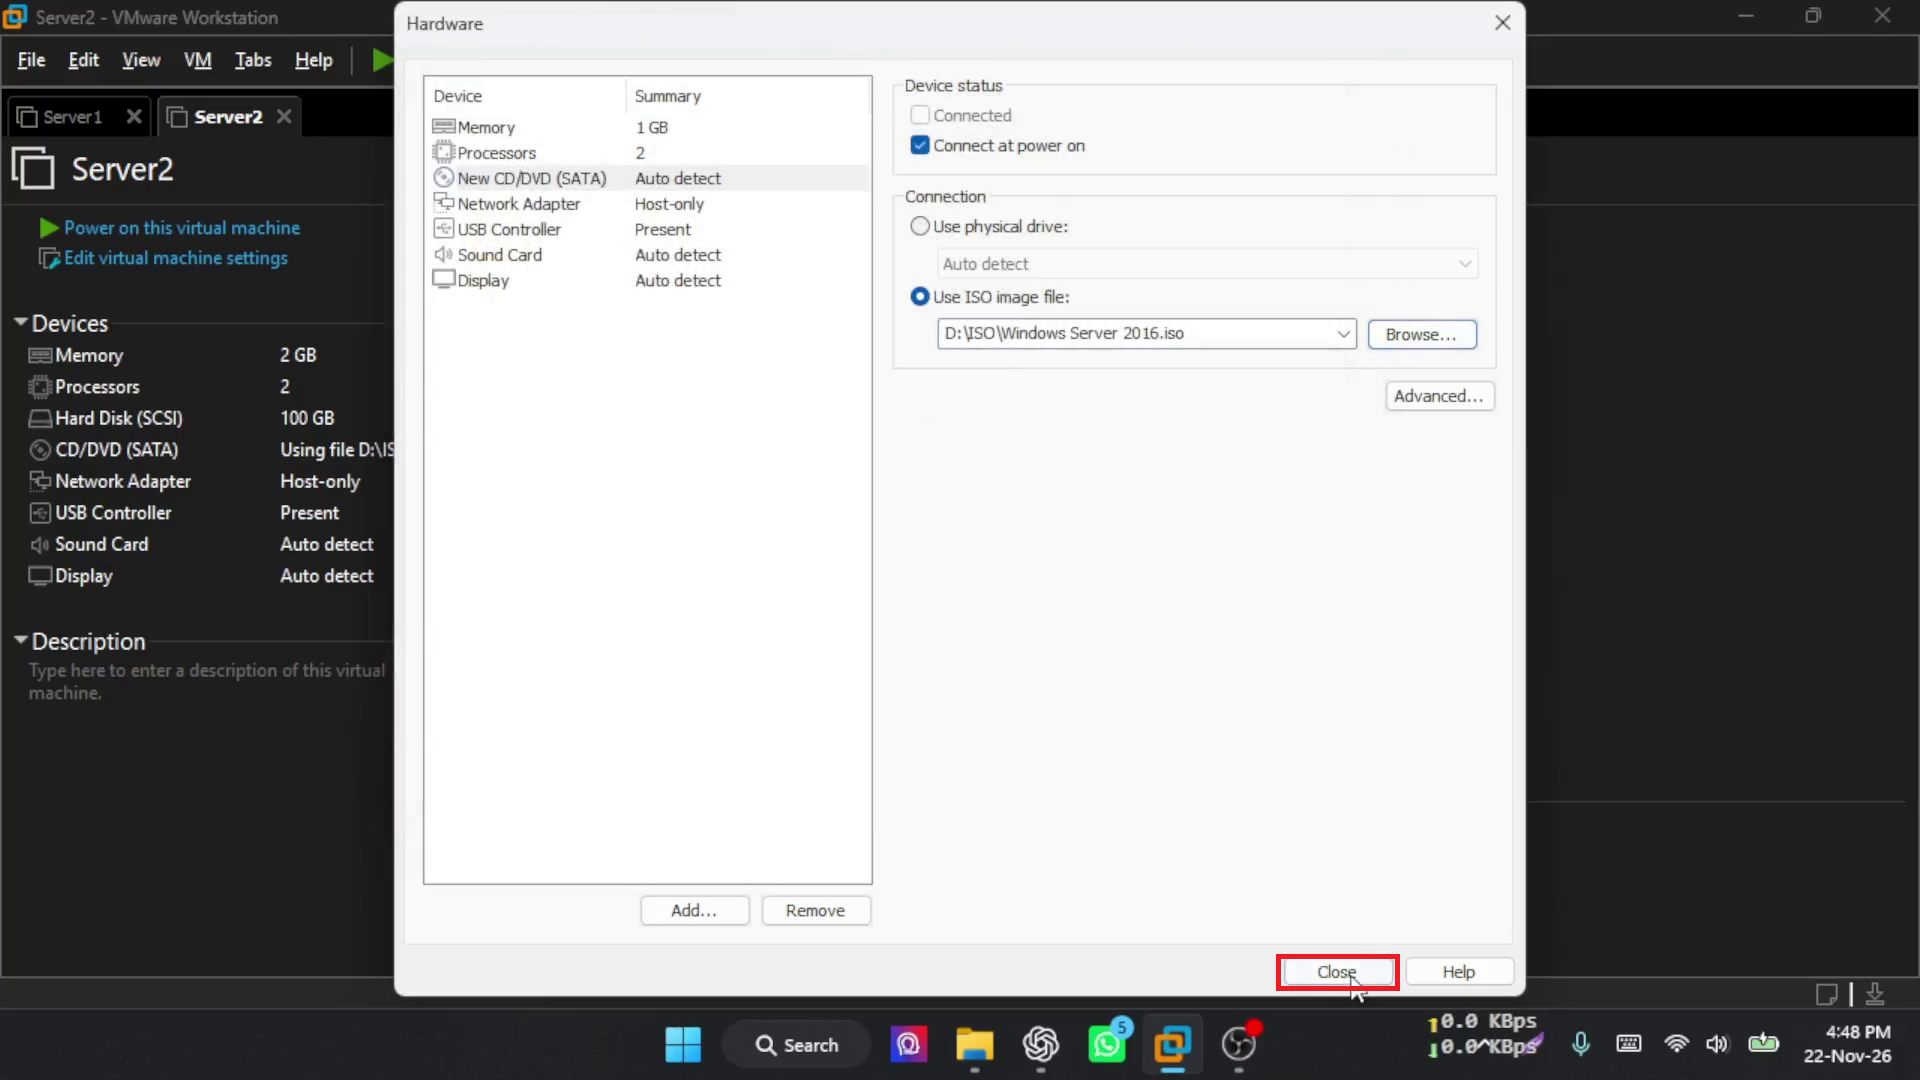 Server2 - VMware Workstation
File Edit View VM Tabs Help
Server1
Server2
Server2
Power on this virtual machine
Edit virtual machine settings
Devices
Memory 2 GB
Processors 2
Hard Disk (SCSI) 100 GB
CD/DVD (SATA) Using file D:\IS
Network Adapter Host-only
USB Controller Present
Sound Card Auto detect
Display Auto detect
Description
Type here to enter a description of this virtual
machine.
Hardware
Device Summary
Memory 1 GB
Processors 2
New CD/DVD (SATA) Auto detect
Network Adapter Host-only
USB Controller Present
Sound Card Auto detect
Display Auto detect
Add... Remove
Device status
Connected
Connect at power on
Connection
Use physical drive:
Auto detect
Use ISO image file:
D:\ISO\Windows Server 2016.iso Browse...
Advanced...
Close Help
Search
5
0.0 KBps
0.0 KBps
4:48 PM
22-Nov-26